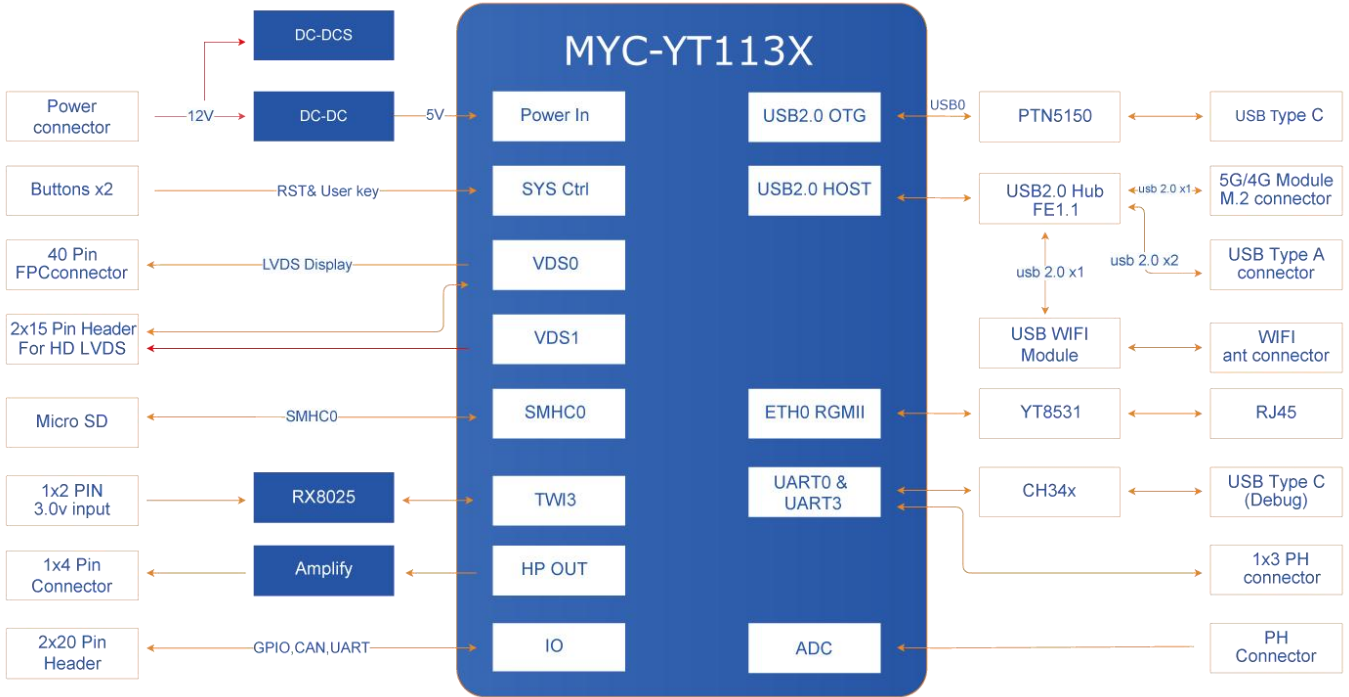 MYC-YT113X
DC-DCS
Power
connector
12V
DC-DC
5V
Power In
USB2.0 OTG
USB0
PTN5150
USB Type C
Buttons x2
RST& User key
SYS Ctrl
USB2.0 HOST
USB2.0 Hub
FE1.1
usb 2.0 x1
5G/4G Module
M.2 connector
40 Pin
FPCconnector
LVDS Display
VDS0
usb 2.0 x1
usb 2.0 x2
USB Type A
connector
2x15 Pin Header
For HD LVDS
VDS1
USB WIFI
Module
WIFI
ant connector
Micro SD
SMHC0
SMHC0
ETH0 RGMII
YT8531
RJ45
1x2 PIN
3.0v input
RX8025
TWI3
UART0 &
UART3
CH34x
USB Type C
(Debug)
1x4 Pin
Connector
Amplify
HP OUT
1x3 PH
connector
2x20 Pin
Header
GPIO,CAN,UART
IO
ADC
PH
Connector